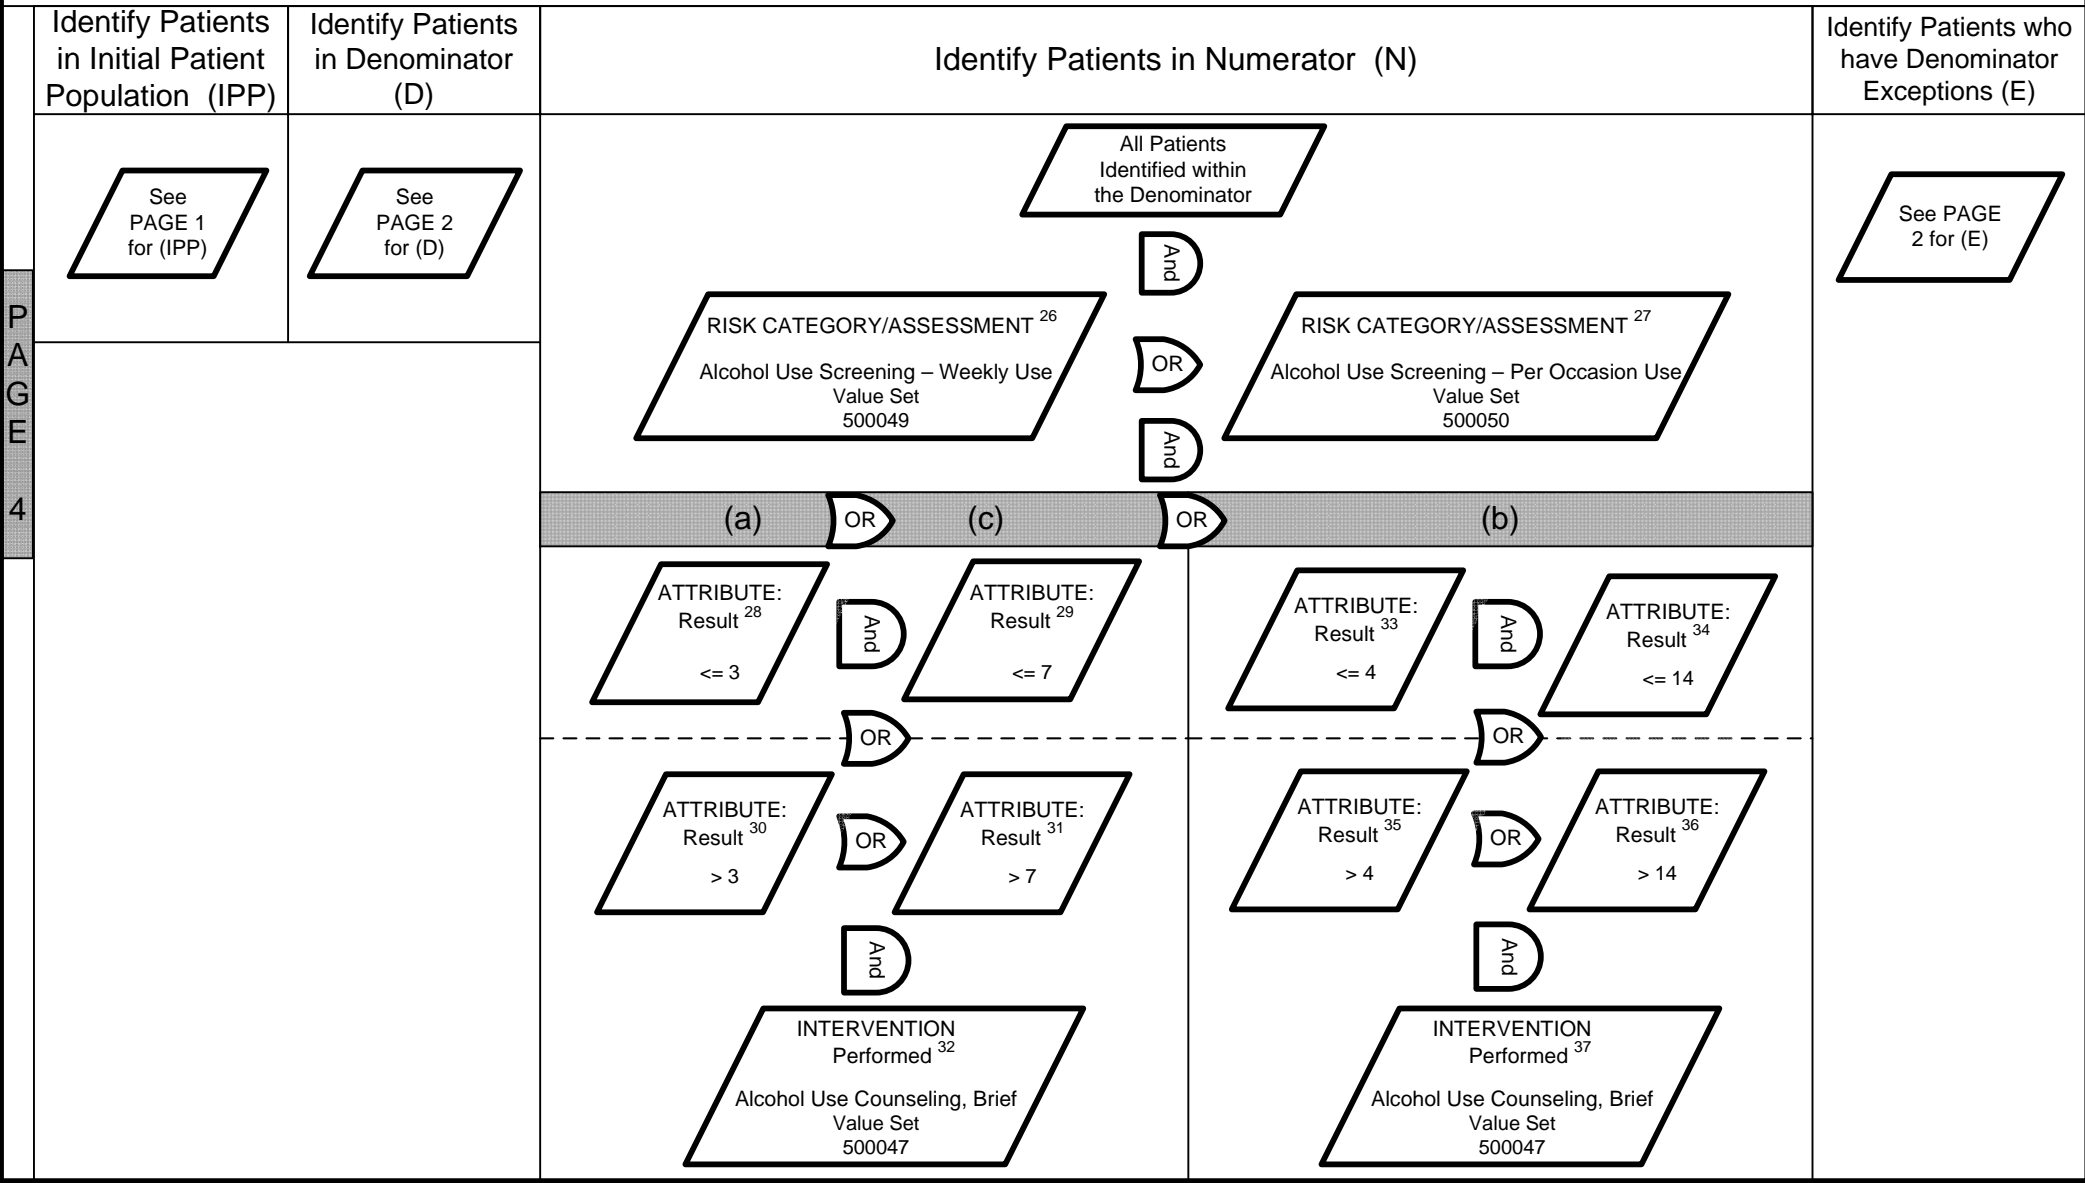 Identify Patients
in Initial Patient
Population (IPP)
Identify Patients
in Denominator
(D)
Identify Patients in Numerator (N)
Identify Patients who
have Denominator
Exceptions (E)
PAGE 4
See
PAGE 1
for (IPP)
See
PAGE 2
for (D)
All Patients
Identified within
the Denominator
See PAGE
2 for (E)
And
RISK CATEGORY/ASSESSMENT 26
Alcohol Use Screening – Weekly Use
Value Set
500049
OR
RISK CATEGORY/ASSESSMENT 27
Alcohol Use Screening – Per Occasion Use
Value Set
500050
And
(a)
OR
(c)
OR
(b)
ATTRIBUTE:
Result 28
<= 3
And
ATTRIBUTE:
Result 29
<= 7
ATTRIBUTE:
Result 33
<= 4
And
ATTRIBUTE:
Result 34
<= 14
OR
OR
ATTRIBUTE:
Result 30
> 3
OR
ATTRIBUTE:
Result 31
> 7
ATTRIBUTE:
Result 35
> 4
OR
ATTRIBUTE:
Result 36
> 14
And
And
INTERVENTION
Performed 32
Alcohol Use Counseling, Brief
Value Set
500047
INTERVENTION
Performed 37
Alcohol Use Counseling, Brief
Value Set
500047